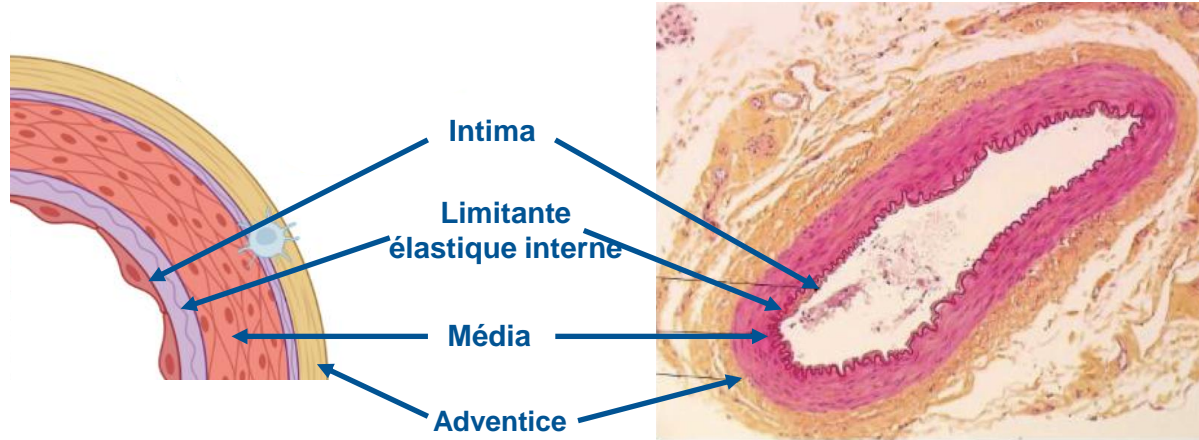 Intima
Limitante
élastique interne
Média
Adventice